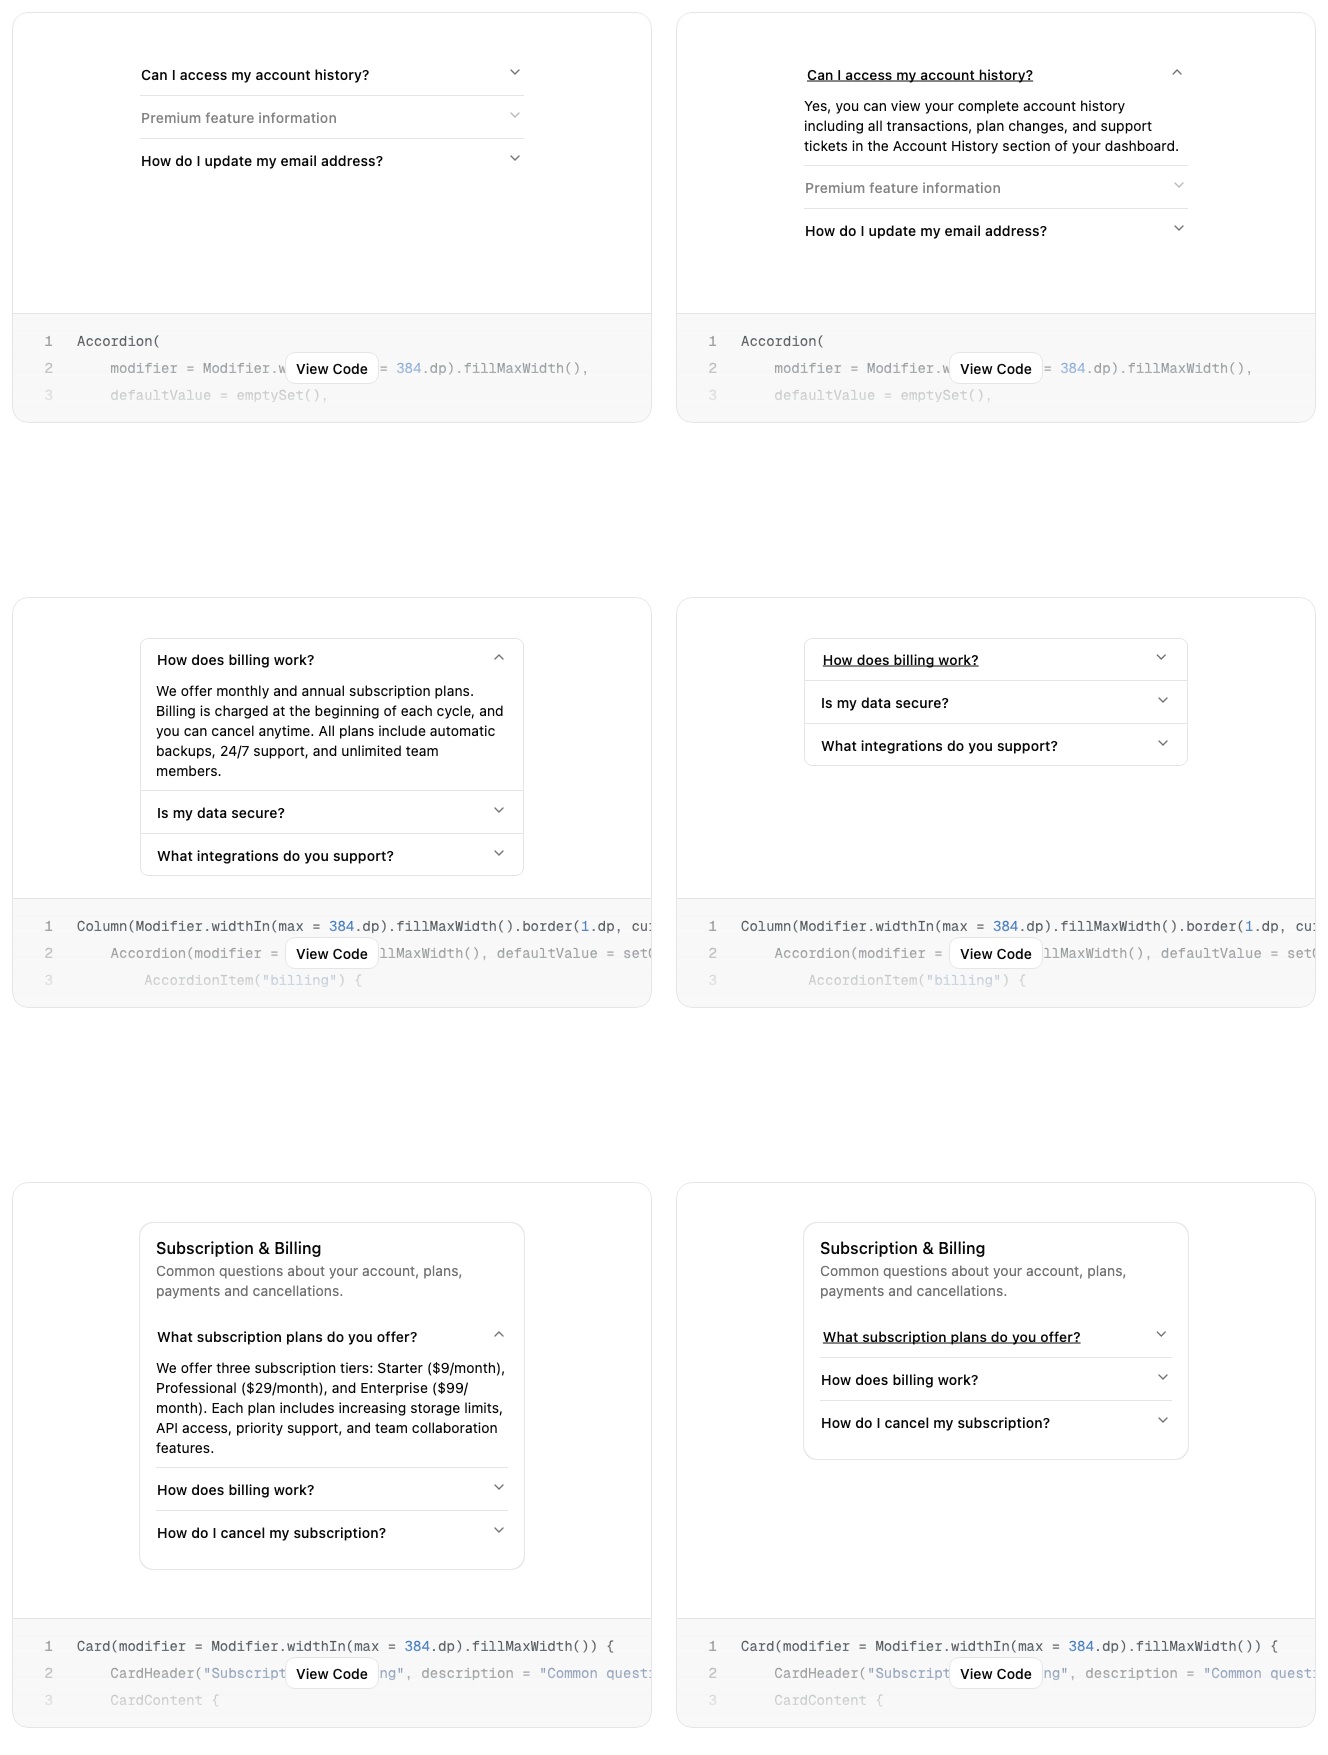 Can I access my account history?
Premium feature information
How do I update my email address?
1 Accordion(
2 modifier = Modifier.w View Code = 384.dp).fillMaxWidth(),
3 defaultValue = emptySet(),
Can I access my account history?
Yes, you can view your complete account history
including all transactions, plan changes, and support
tickets in the Account History section of your dashboard.
Premium feature information
How do I update my email address?
1 Accordion(
2 modifier = Modifier.w View Code = 384.dp).fillMaxWidth(),
3 defaultValue = emptySet(),
How does billing work?
We offer monthly and annual subscription plans.
Billing is charged at the beginning of each cycle, and
you can cancel anytime. All plans include automatic
backups, 24/7 support, and unlimited team
members.
Is my data secure?
What integrations do you support?
1 Column(Modifier.widthIn(max = 384.dp).fillMaxWidth().border(1.dp, cu
2 Accordion(modifier = View Code llMaxWidth(), defaultValue = set
3 AccordionItem("billing") {
How does billing work?
Is my data secure?
What integrations do you support?
1 Column(Modifier.widthIn(max = 384.dp).fillMaxWidth().border(1.dp, cu
2 Accordion(modifier = View Code llMaxWidth(), defaultValue = set
3 AccordionItem("billing") {
Subscription & Billing
Common questions about your account, plans,
payments and cancellations.
What subscription plans do you offer?
We offer three subscription tiers: Starter ($9/month),
Professional ($29/month), and Enterprise ($99/
month). Each plan includes increasing storage limits,
API access, priority support, and team collaboration
features.
How does billing work?
How do I cancel my subscription?
1 Card(modifier = Modifier.widthIn(max = 384.dp).fillMaxWidth()) {
2 CardHeader("Subscript View Code ng", description = "Common questi
3 CardContent {
Subscription & Billing
Common questions about your account, plans,
payments and cancellations.
What subscription plans do you offer?
How does billing work?
How do I cancel my subscription?
1 Card(modifier = Modifier.widthIn(max = 384.dp).fillMaxWidth()) {
2 CardHeader("Subscript View Code ng", description = "Common questi
3 CardContent {